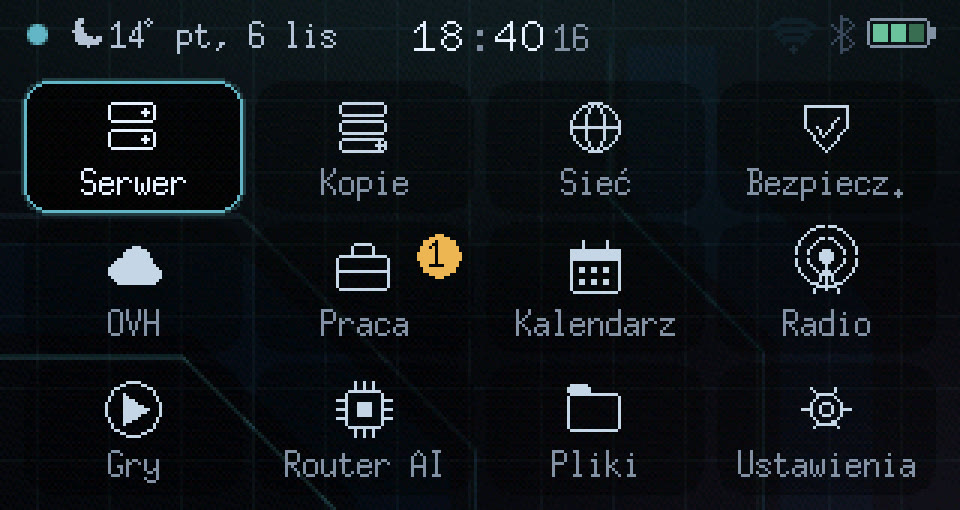 14° pt, 6 lis 18:40 16
Serwer Kopie Sieć Bezpiecz.
1
OVH Praca Kalendarz Radio
Gry Router AI Pliki Ustawienia